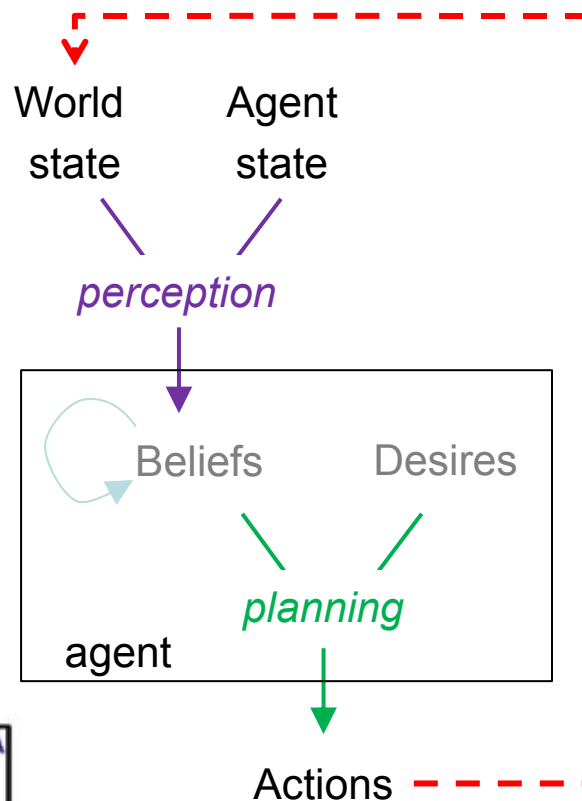 World Agent
state state
perception
Beliefs Desires
planning
agent
Actions